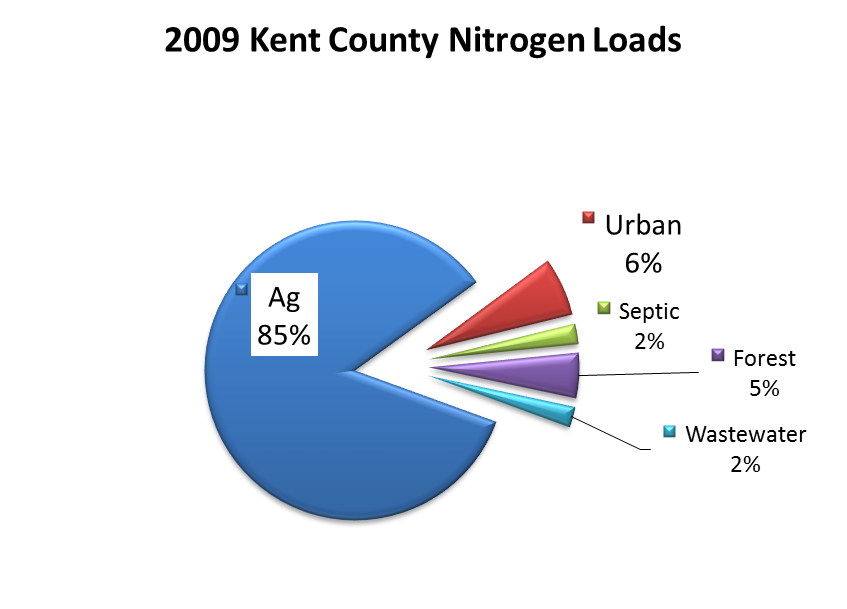 2009 Kent County Nitrogen Loads
Urban
6%
Ag
85%
Septic
2%
Forest
5%
Wastewater
2%